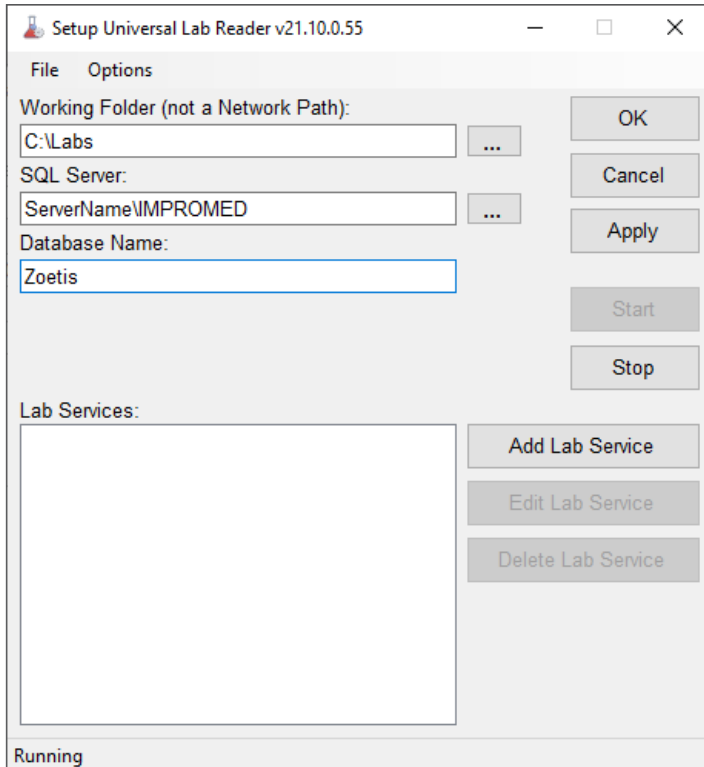 Setup Universal Lab Reader v21.10.0.55
File Options
Working Folder (not a Network Path):
C:\Labs
...
OK
SQL Server:
Cancel
ServerName\IMPROMED
...
Database Name:
Apply
Zoetis
Start
Stop
Lab Services:
Add Lab Service
Edit Lab Service
Delete Lab Service
Running